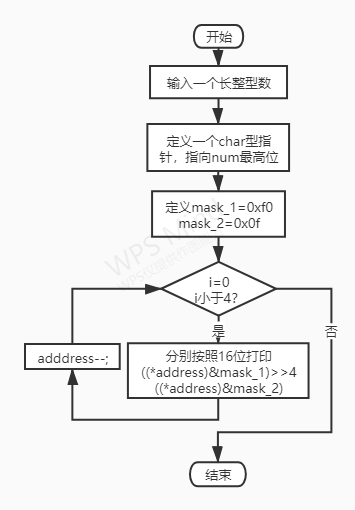 开始
输入一个长整型数
定义一个char型指
针，指向num最高位
定义mask_1=0xf0
mask_2=0x0f
i=0
i小于4？
是
否
adddress--;
分别按照16位打印
((*address)&mask_1)>>4
((*address)&mask_2)
结束